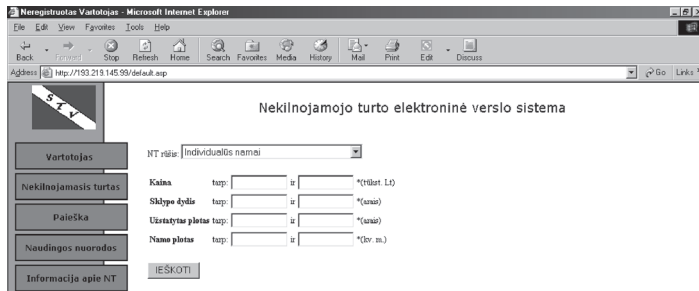 Neregistruotas Vartotojas - Microsoft Internet Explorer
File Edit View Favorites Tools Help
Back Forward Stop Refresh Home Search Favorites Media History Mail Print Edit Discuss
Address http://193.219.145.99/default.asp Go Links
STV
Nekilnojamojo turto elektroninė verslo sistema
Vartotojas
NT rūšis: Individualūs namai
Nekilnojamasis turtas
Kaina tarp: ir *(tūkst. Lt)
Sklypo dydis tarp: ir *(arais)
Paieška
Užstatytas plotas tarp: ir *(arais)
Namo plotas tarp: ir *(kv. m.)
Naudingos nuorodos
IEŠKOTI
Informacija apie NT